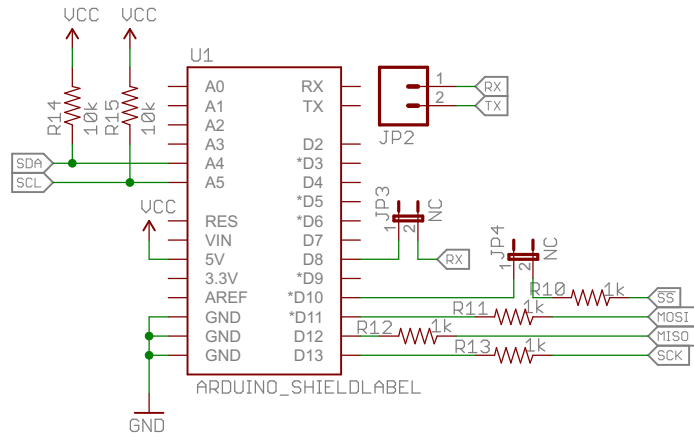 VCC VCC
U1
R14 10k
R15 10k
A0
A1
A2
A3
A4
A5
RES
VIN
5V
3.3V
AREF
GND
GND
GND
RX
TX
D2
*D3
D4
*D5
*D6
D7
D8
*D9
*D10
*D11
D12
D13
ARDUINO_SHIELDLABEL
SDA
SCL
VCC
GND
1 RX
2 TX
JP2
JP3 1 2 NC
RX
JP4 1 2 NC
R10 1k SS
R11 1k MOSI
R12 1k MISO
R13 1k SCK